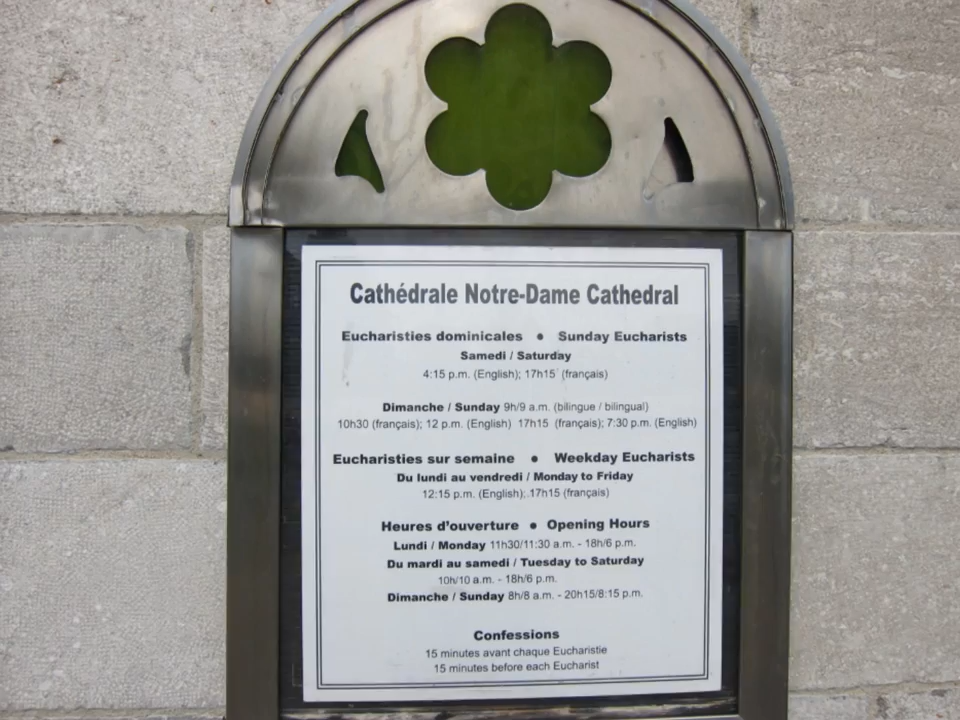 Cathédrale Notre-Dame Cathedral
Eucharisties dominicales • Sunday Eucharists
Samedi / Saturday
4:15 p.m. (English); 17h15 (français)
Dimanche / Sunday 9h/9 a.m. (bilingue / bilingual)
10h30 (français); 12 p.m. (English) 17h15 (français); 7:30 p.m. (English)
Eucharisties sur semaine • Weekday Eucharists
Du lundi au vendredi / Monday to Friday
12:15 p.m. (English); 17h15 (français)
Heures d'ouverture • Opening Hours
Lundi / Monday 11h30/11:30 a.m. - 18h/6 p.m.
Du mardi au samedi / Tuesday to Saturday
10h/10 a.m. - 18h/6 p.m.
Dimanche / Sunday 8h/8 a.m. - 20h15/8:15 p.m.
Confessions
15 minutes avant chaque Eucharistie
15 minutes before each Eucharist